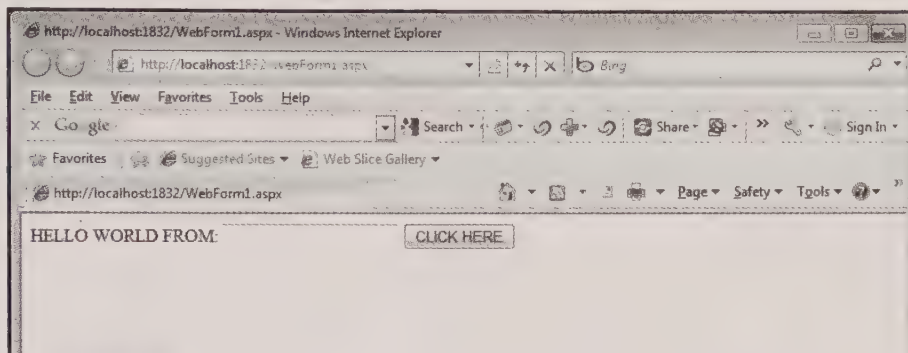 http://localhost:1832/WebForm1.aspx - Windows Internet Explorer
http://localhost:1832/WebForm1.aspx Bing
File Edit View Favorites Tools Help
x Go gle Search Share >> Sign In
Favorites Suggested Sites Web Slice Gallery
http://localhost:1832/WebForm1.aspx Page Safety Tools >>
HELLO WORLD FROM: CLICK HERE